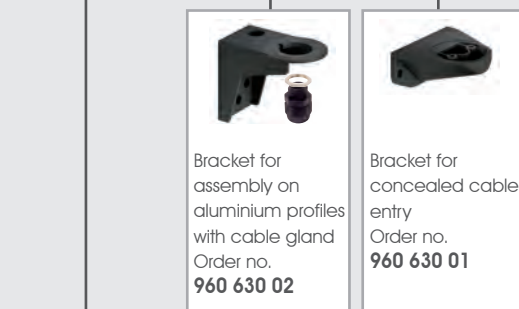 Bracket for
assembly on
aluminium profiles
with cable gland
Order no.
960 630 02
Bracket for
concealed cable
entry
Order no.
960 630 01